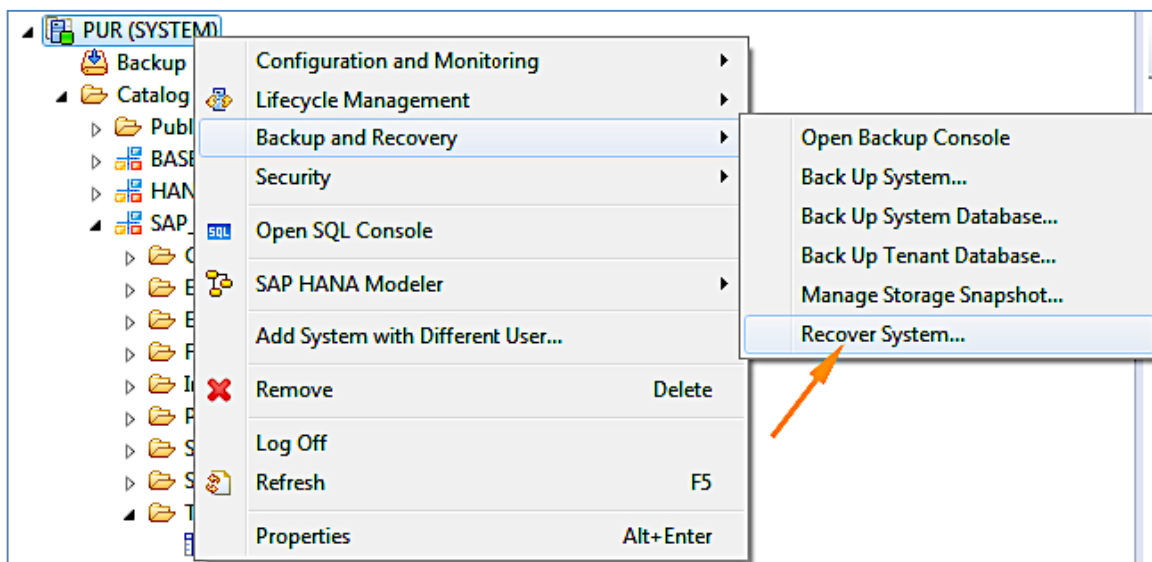 PUR (SYSTEM)
Backup
Catalog
Configuration and Monitoring
Lifecycle Management
Backup and Recovery
Security
Open SQL Console
SQL
SAP HANA Modeler
Add System with Different User...
Remove Delete
Log Off
Refresh F5
Properties Alt+Enter
Open Backup Console
Back Up System...
Back Up System Database...
Back Up Tenant Database...
Manage Storage Snapshot...
Recover System...